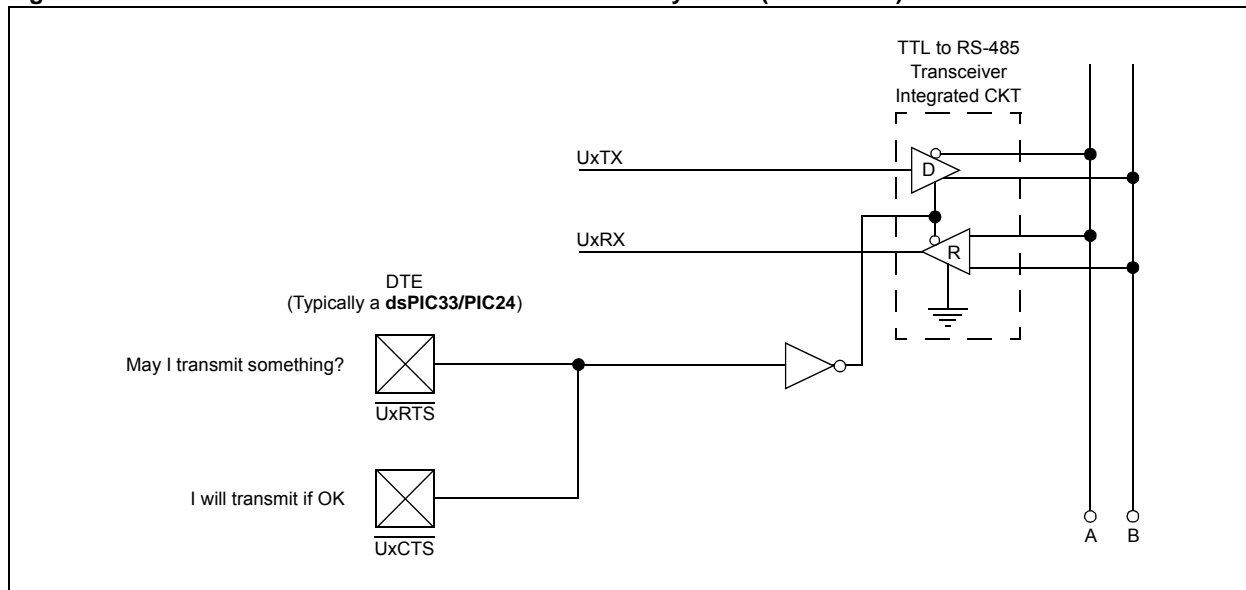 TTL to RS-485
Transceiver
Integrated CKT
UxTX
D
UxRX
R
DTE
(Typically a dsPIC33/PIC24)
May I transmit something?
UxRTS
I will transmit if OK
UxCTS
A B